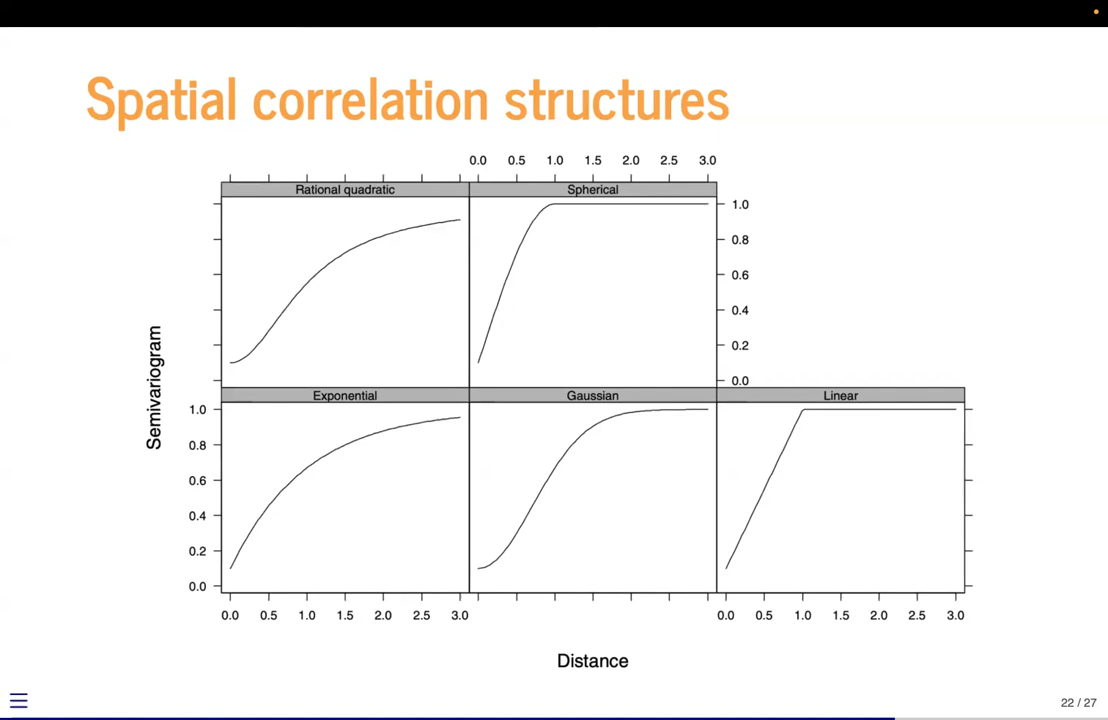 Spatial correlation structures
0.0 0.5 1.0 1.5 2.0 2.5 3.0
Rational quadratic Spherical
1.0
0.8
0.6
0.4
0.2
0.0
Semivariogram
Exponential Gaussian Linear
1.0
0.8
0.6
0.4
0.2
0.0
0.0 0.5 1.0 1.5 2.0 2.5 3.0 0.0 0.5 1.0 1.5 2.0 2.5 3.0
Distance
22 / 27